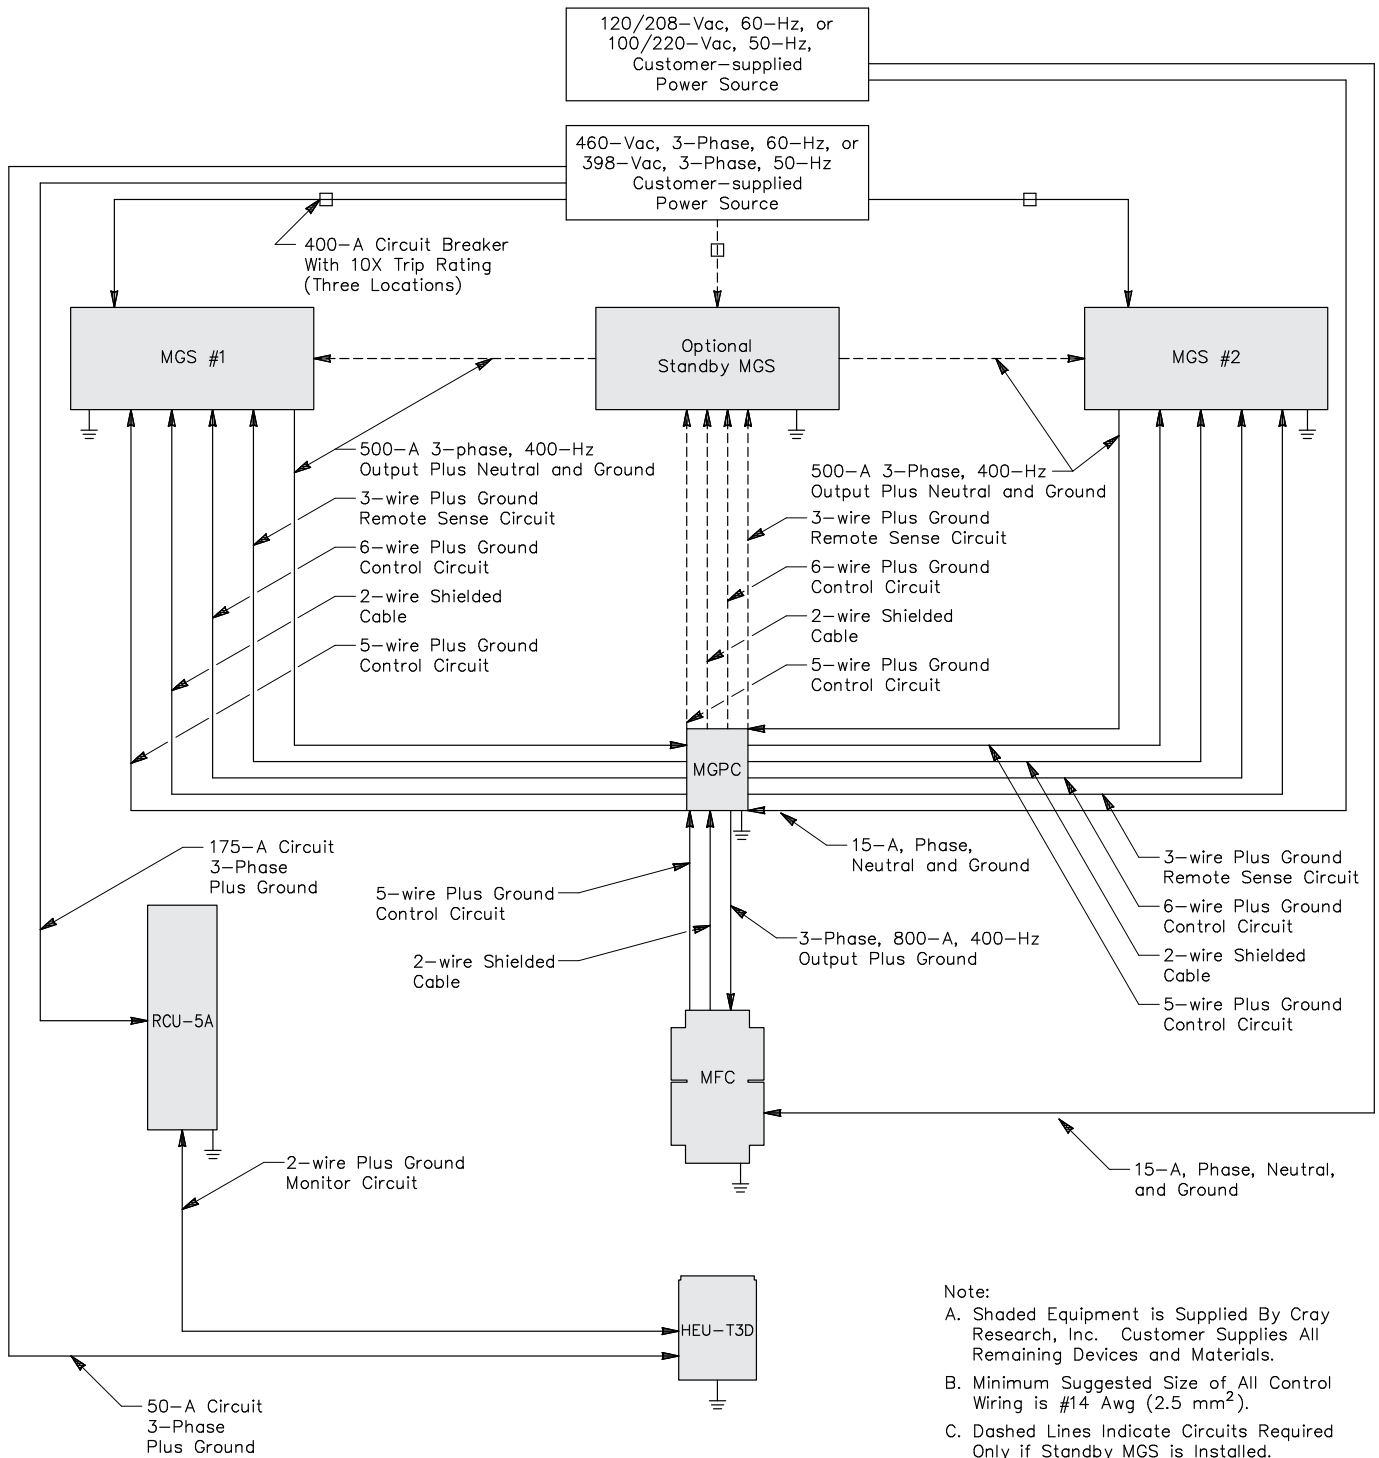 120/208-Vac, 60-Hz, or
100/220-Vac, 50-Hz,
Customer-supplied
Power Source
460-Vac, 3-Phase, 60-Hz, or
398-Vac, 3-Phase, 50-Hz
Customer-supplied
Power Source
400-A Circuit Breaker
With 10X Trip Rating
(Three Locations)
MGS #1
Optional
Standby MGS
MGS #2
500-A 3-phase, 400-Hz
Output Plus Neutral and Ground
3-wire Plus Ground
Remote Sense Circuit
6-wire Plus Ground
Control Circuit
2-wire Shielded
Cable
5-wire Plus Ground
Control Circuit
500-A 3-Phase, 400-Hz
Output Plus Neutral and Ground
3-wire Plus Ground
Remote Sense Circuit
6-wire Plus Ground
Control Circuit
2-wire Shielded
Cable
5-wire Plus Ground
Control Circuit
MGPC
175-A Circuit
3-Phase
Plus Ground
15-A, Phase,
Neutral and Ground
5-wire Plus Ground
Control Circuit
2-wire Shielded
Cable
3-Phase, 800-A, 400-Hz
Output Plus Ground
3-wire Plus Ground
Remote Sense Circuit
6-wire Plus Ground
Control Circuit
2-wire Shielded
Cable
5-wire Plus Ground
Control Circuit
RCU-5A
MFC
2-wire Plus Ground
Monitor Circuit
15-A, Phase, Neutral,
and Ground
HEU-T3D
50-A Circuit
3-Phase
Plus Ground
Note:
A. Shaded Equipment is Supplied By Cray
Research, Inc. Customer Supplies All
Remaining Devices and Materials.
B. Minimum Suggested Size of All Control
Wiring is #14 Awg (2.5 mm²).
C. Dashed Lines Indicate Circuits Required
Only if Standby MGS is Installed.